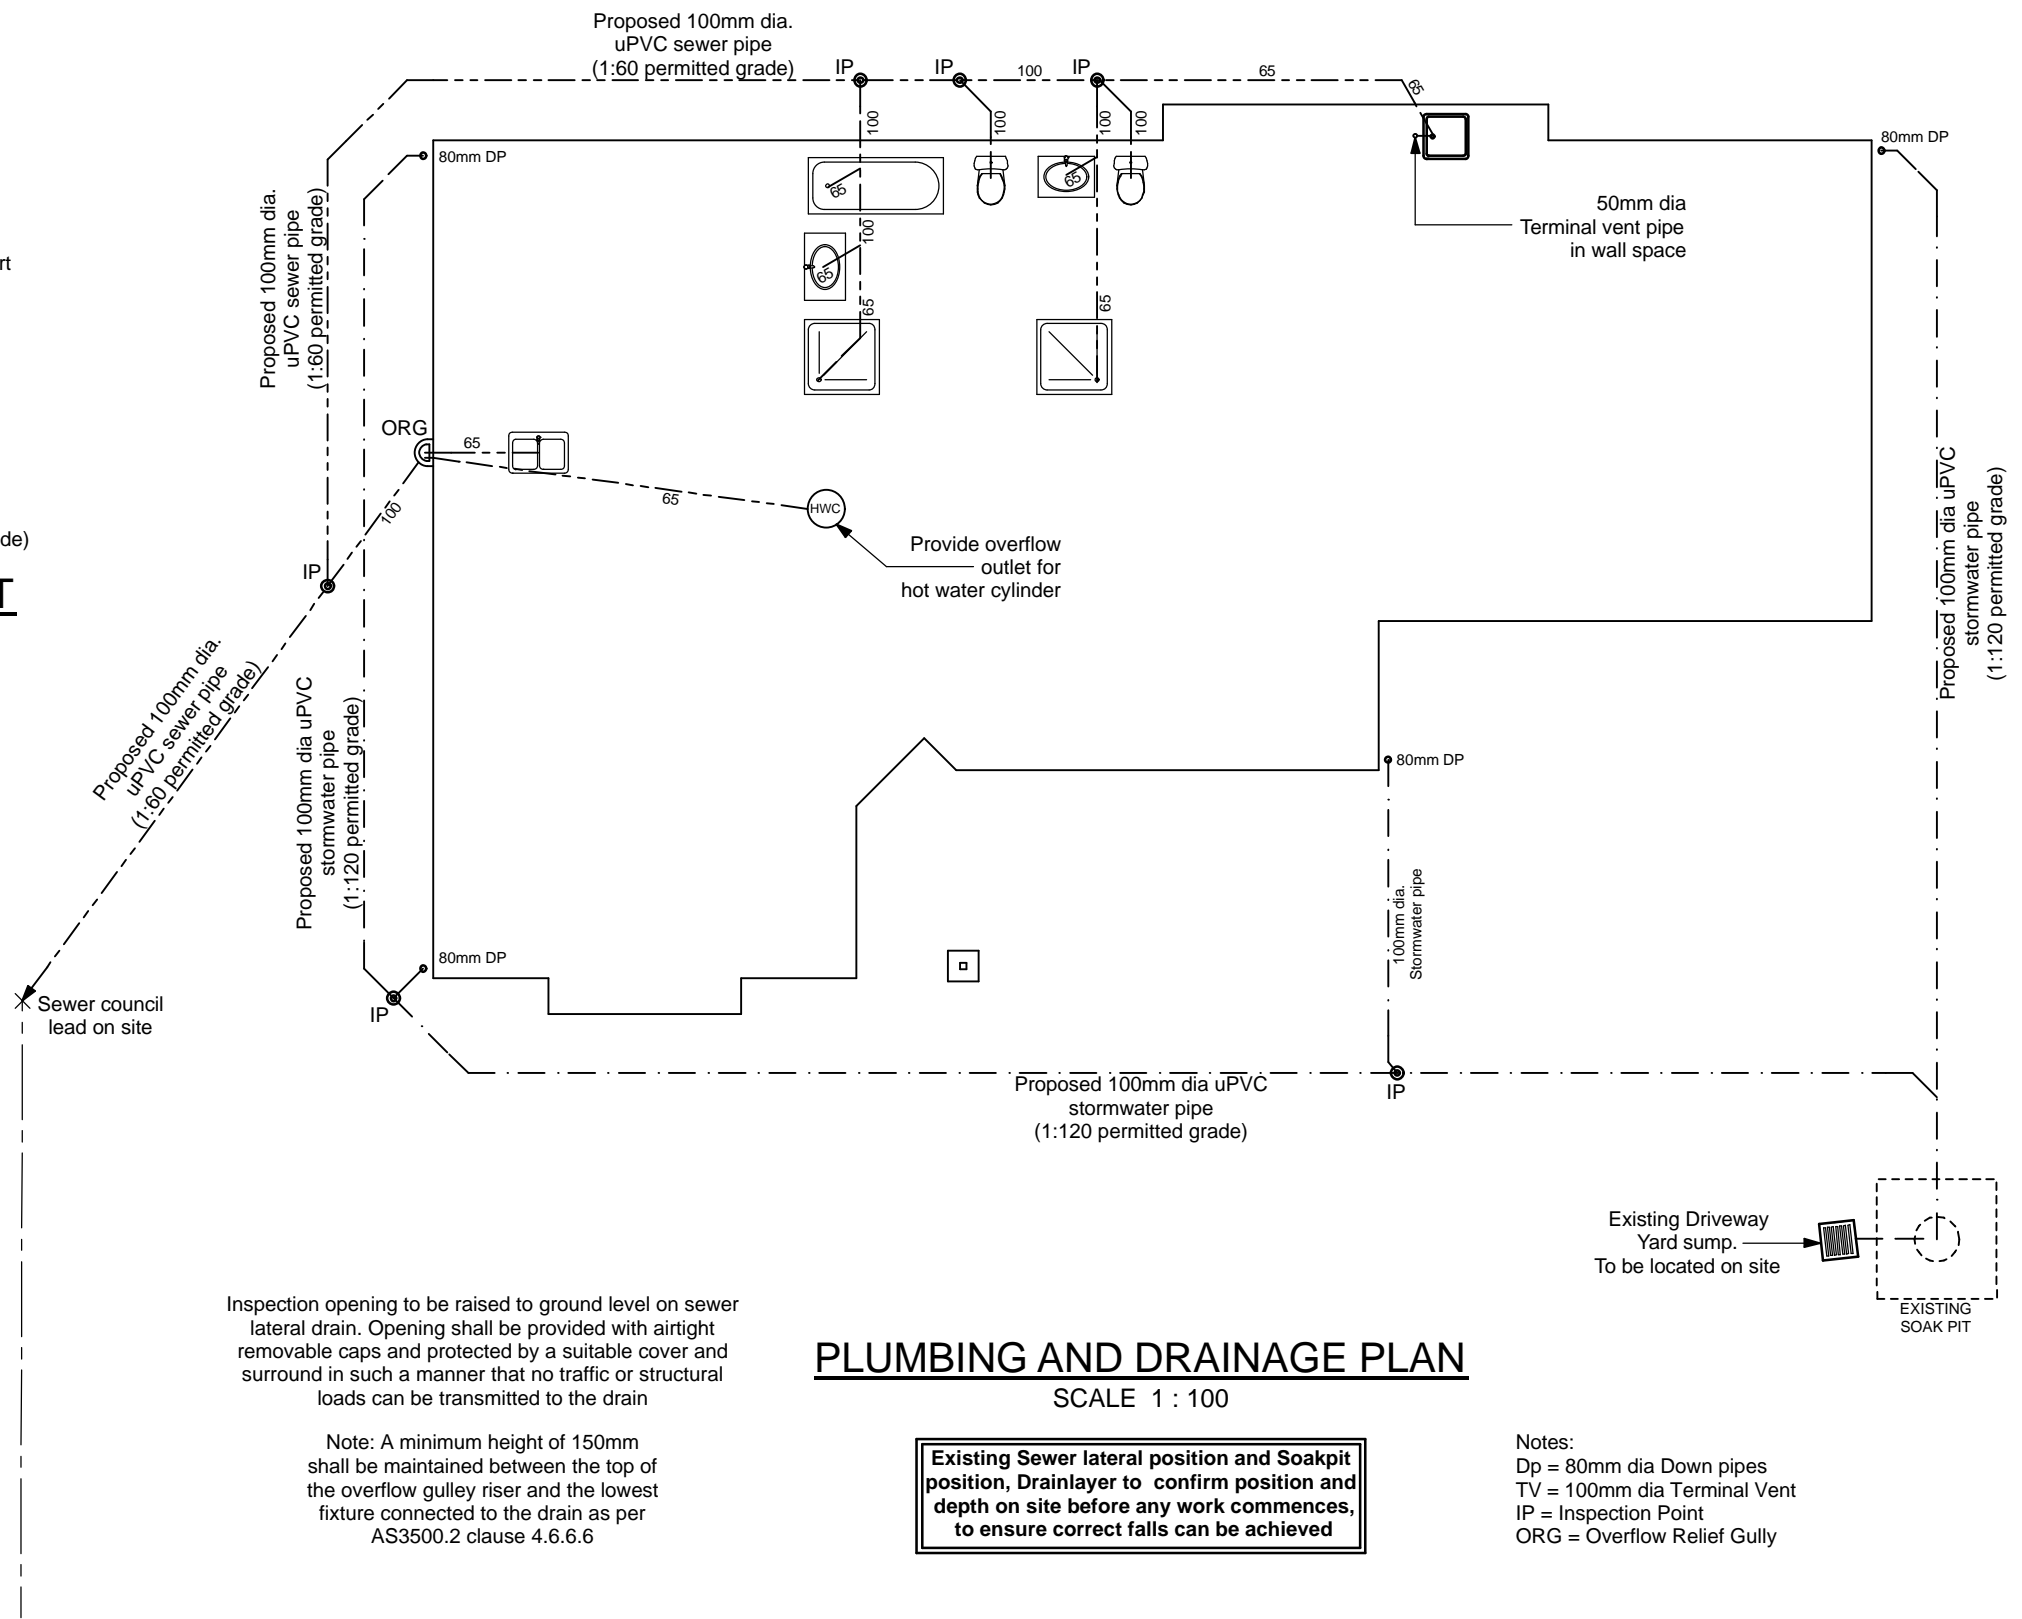 Proposed 100mm dia.
uPVC sewer pipe
(1:60 permitted grade)
IP
IP
100
IP
65
65
100
100
100
100
80mm DP
80mm DP
65
65
50mm dia
Terminal vent pipe
in wall space
Proposed 100mm dia.
uPVC sewer pipe
(1:60 permitted grade)
100
65
rt
65
65
ORG
65
65
100
HWC
Provide overflow
outlet for
hot water cylinder
de)
T
IP
Proposed 100mm dia uPVC
stormwater pipe
(1:120 permitted grade)
Proposed 100mm dia.
uPVC sewer pipe
(1:60 permitted grade)
Proposed 100mm dia uPVC
stormwater pipe
(1:120 permitted grade)
80mm DP
100mm dia.
Stormwater pipe
80mm DP
IP
Sewer council
lead on site
Proposed 100mm dia uPVC
stormwater pipe
(1:120 permitted grade)
IP
Existing Driveway
Yard sump.
To be located on site
EXISTING
SOAK PIT
Inspection opening to be raised to ground level on sewer
lateral drain. Opening shall be provided with airtight
removable caps and protected by a suitable cover and
surround in such a manner that no traffic or structural
loads can be transmitted to the drain
Note: A minimum height of 150mm
shall be maintained between the top of
the overflow gulley riser and the lowest
fixture connected to the drain as per
AS3500.2 clause 4.6.6.6
PLUMBING AND DRAINAGE PLAN
SCALE 1 : 100
Existing Sewer lateral position and Soakpit
position, Drainlayer to confirm position and
depth on site before any work commences,
to ensure correct falls can be achieved
Notes:
Dp = 80mm dia Down pipes
TV = 100mm dia Terminal Vent
IP = Inspection Point
ORG = Overflow Relief Gully